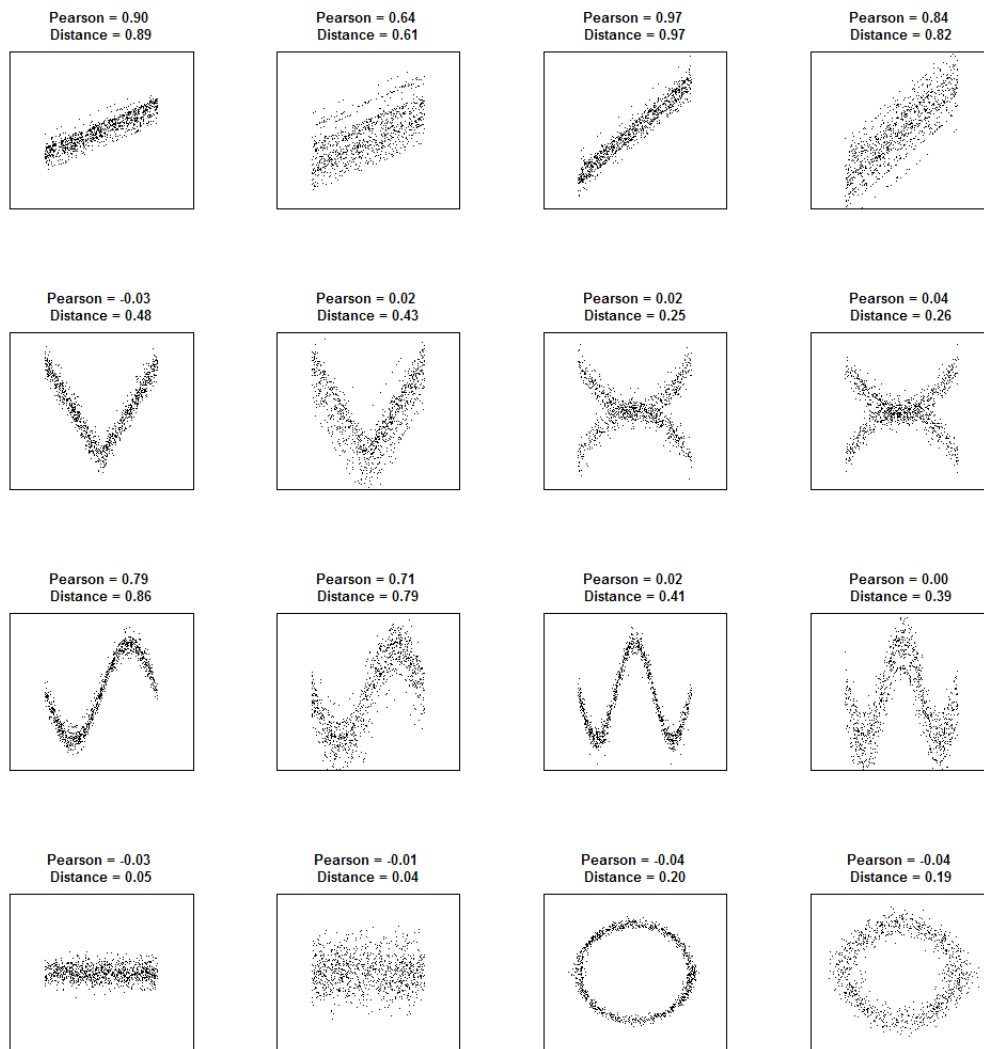 Pearson = 0.90
Distance = 0.89
Pearson = 0.64
Distance = 0.61
Pearson = 0.97
Distance = 0.97
Pearson = 0.84
Distance = 0.82
Pearson = -0.03
Distance = 0.48
Pearson = 0.02
Distance = 0.43
Pearson = 0.02
Distance = 0.25
Pearson = 0.04
Distance = 0.26
Pearson = 0.79
Distance = 0.86
Pearson = 0.71
Distance = 0.79
Pearson = 0.02
Distance = 0.41
Pearson = 0.00
Distance = 0.39
Pearson = -0.03
Distance = 0.05
Pearson = -0.01
Distance = 0.04
Pearson = -0.04
Distance = 0.20
Pearson = -0.04
Distance = 0.19